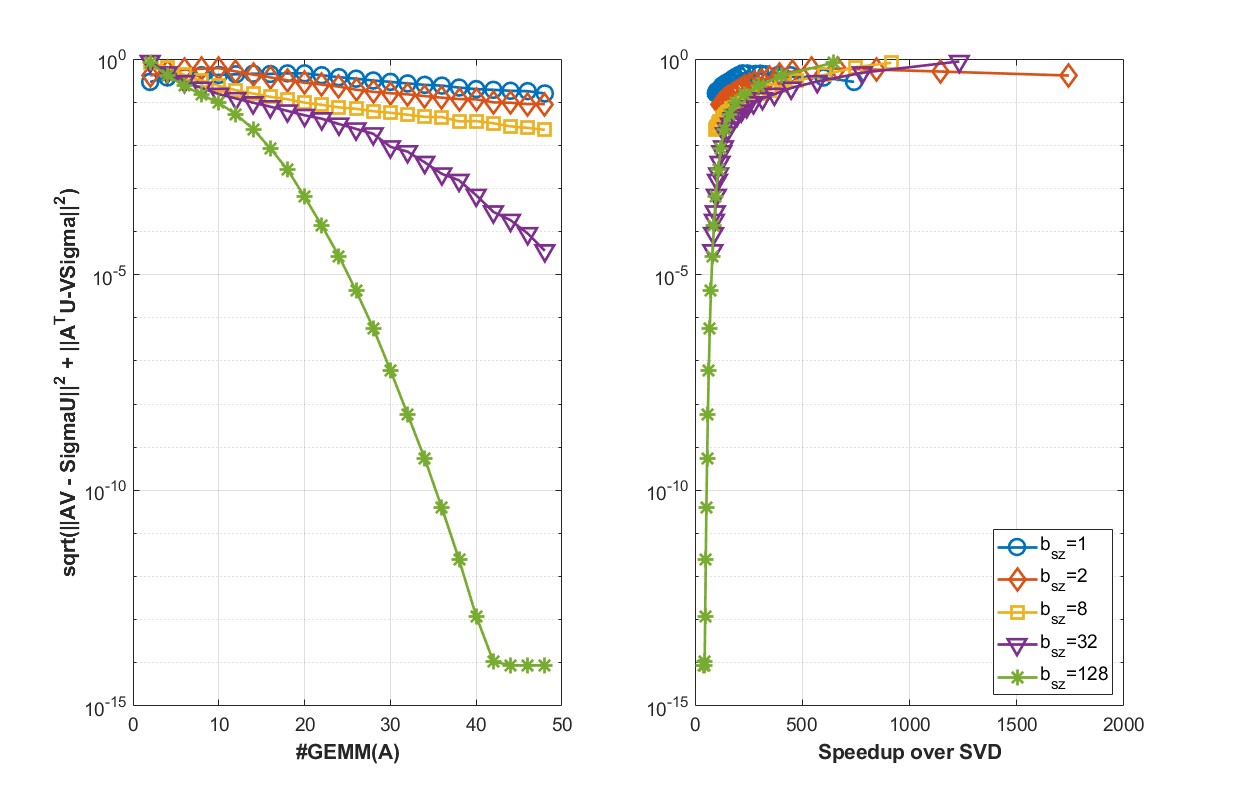 sqrt(||AV - SigmaU||^2 + ||A^TU-VSigma||^2)
10^0
10^-5
10^-10
10^-15
0 10 20 30 40 50
#GEMM(A)
10^0
10^-5
10^-10
10^-15
0 500 1000 1500 2000
Speedup over SVD
b_sz=1
b_sz=2
b_sz=8
b_sz=32
b_sz=128